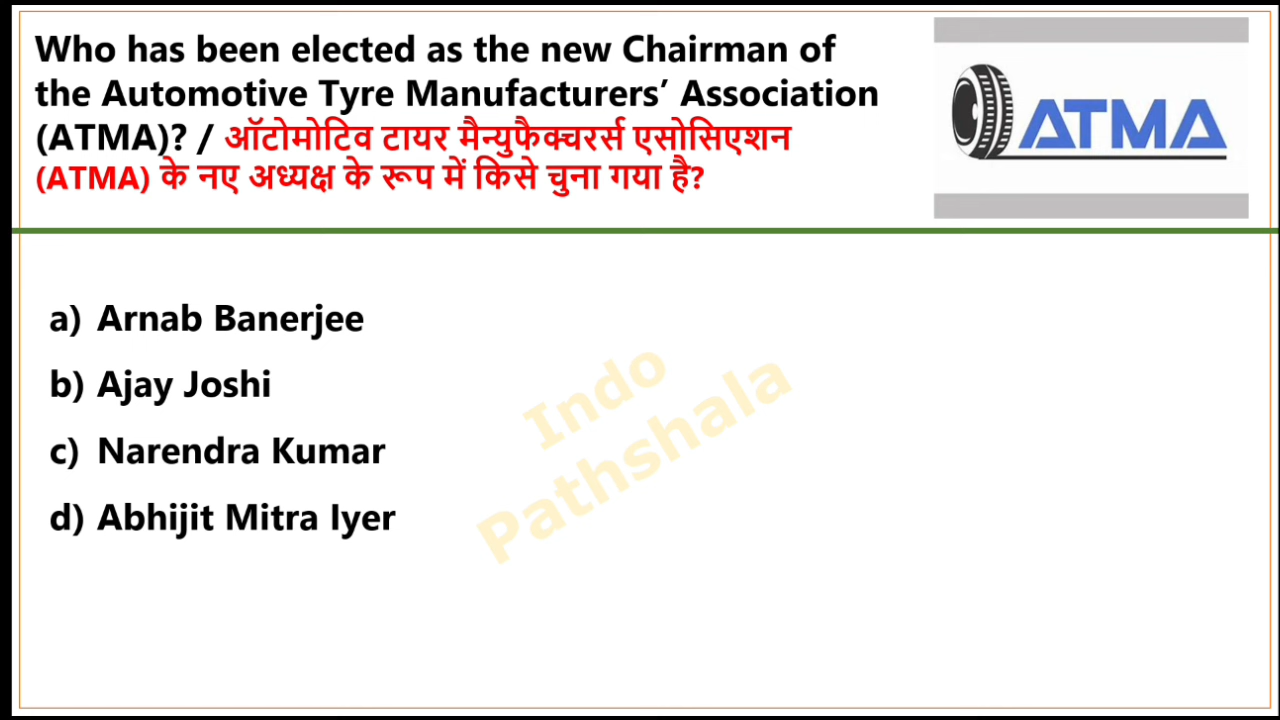 Who has been elected as the new Chairman of
the Automotive Tyre Manufacturers’ Association
(ATMA)? / ऑटोमोटिव टायर मैन्युफैक्चरर्स एसोसिएशन
(ATMA) के नए अध्यक्ष के रूप में किसे चुना गया है?
ATMA
a) Arnab Banerjee
b) Ajay Joshi
c) Narendra Kumar
d) Abhijit Mitra Iyer
Indo
Pathshala